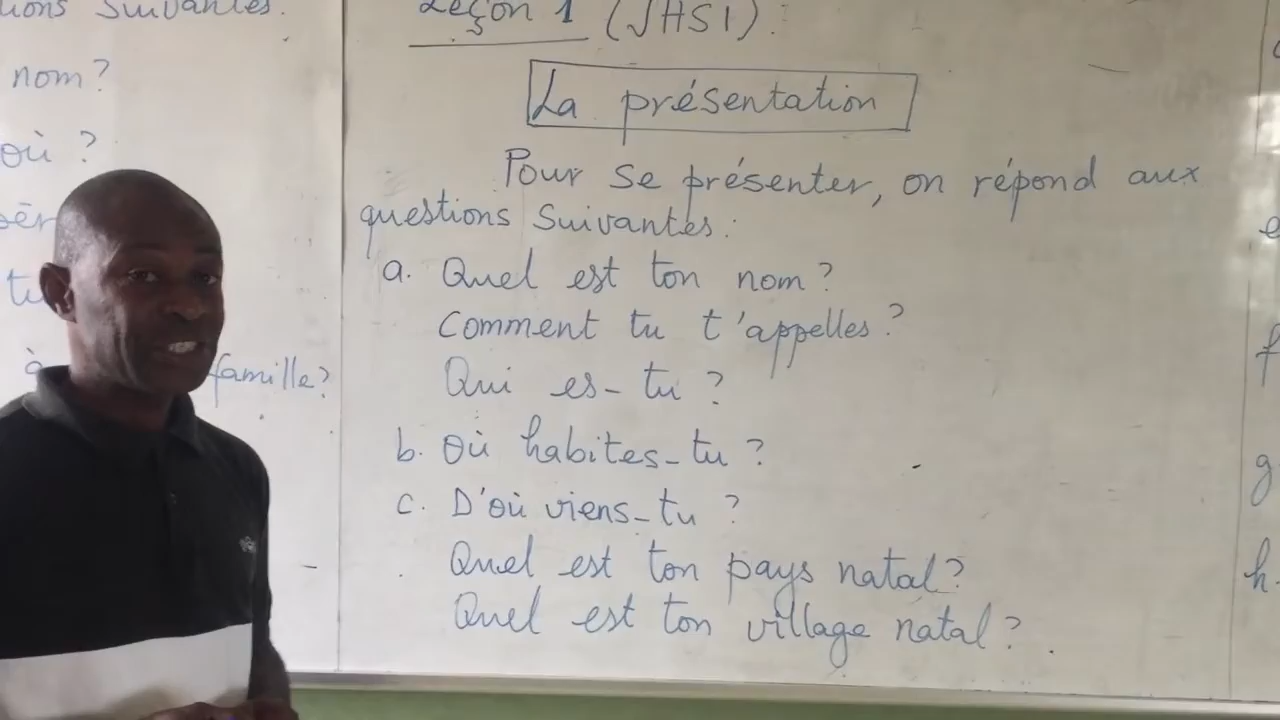 Suivantes.
nom?
où ?
tu
à famille?
Leçon 1 (JHS1):
La présentation
Pour se présenter, on répond aux
questions Suivantes:
a. Quel est ton nom?
Comment tu t'appelles?
Qui es-tu ?
b. Où habites-tu ?
c. D'où viens-tu ?
Quel est ton pays natal?
Quel est ton village natal?
e
f
g
h.